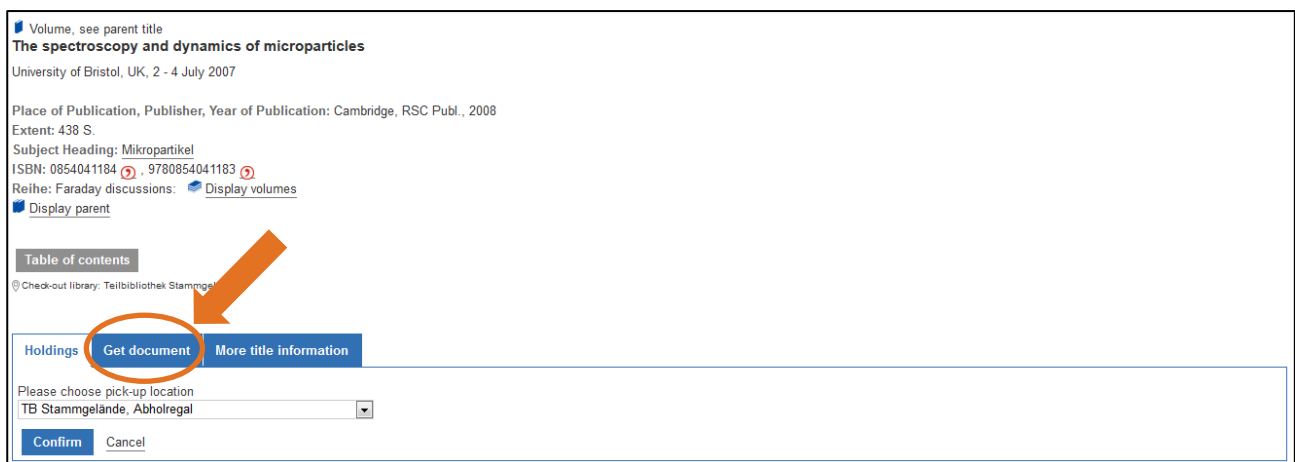 Volume, see parent title
The spectroscopy and dynamics of microparticles
University of Bristol, UK, 2 - 4 July 2007
Place of Publication, Publisher, Year of Publication: Cambridge, RSC Publ., 2008
Extent: 438 S.
Subject Heading: Mikropartikel
ISBN: 0854041184 , 9780854041183
Reihe: Faraday discussions: Display volumes
Display parent
Table of contents
Check-out library: Teilbibliothek
Holdings Get document More title information
Please choose pick-up location
TB Stammgelände, Abholregal
Confirm Cancel